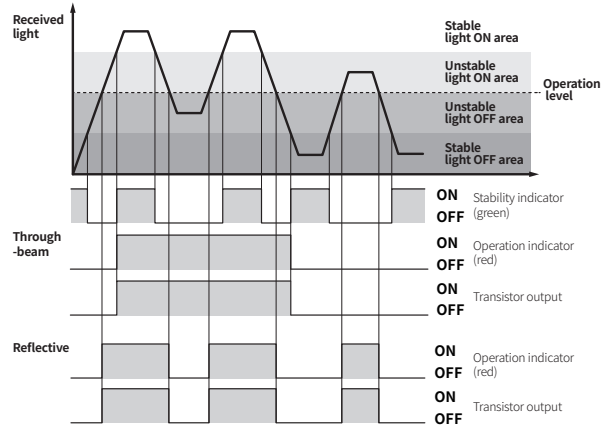 Received
light
Stable
light ON area
Unstable
light ON area
Operation
level
Unstable
light OFF area
Stable
light OFF area
ON
OFF
Stability indicator
(green)
Through
-beam
ON
OFF
Operation indicator
(red)
ON
OFF
Transistor output
Reflective
ON
OFF
Operation indicator
(red)
ON
OFF
Transistor output